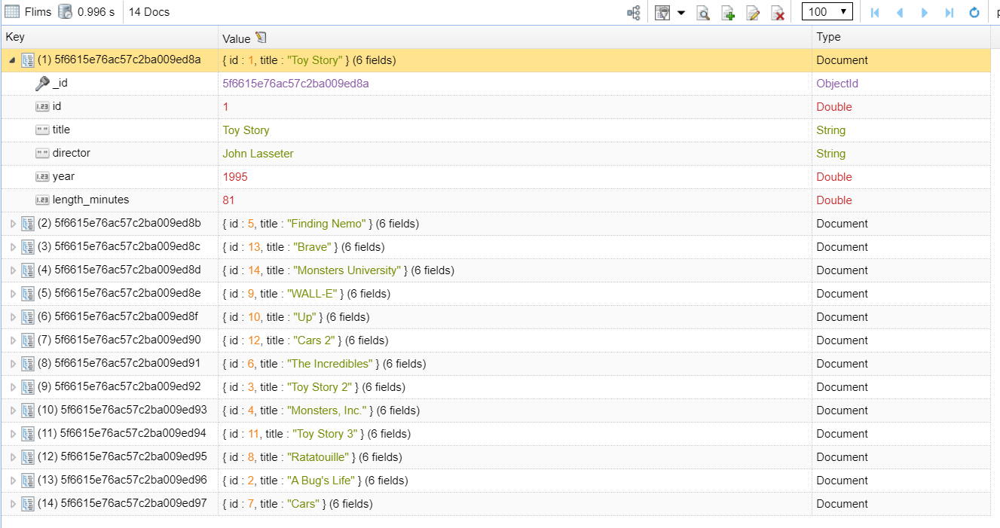 Flims 0.996 s 14 Docs 100
Key Value Type
(1) 5f6615e76ac57c2ba009ed8a { id : 1, title : "Toy Story" } (6 fields) Document
_id 5f6615e76ac57c2ba009ed8a ObjectId
1.23 id 1 Double
" " title Toy Story String
" " director John Lasseter String
1.23 year 1995 Double
1.23 length_minutes 81 Double
(2) 5f6615e76ac57c2ba009ed8b { id : 5, title : "Finding Nemo" } (6 fields) Document
(3) 5f6615e76ac57c2ba009ed8c { id : 13, title : "Brave" } (6 fields) Document
(4) 5f6615e76ac57c2ba009ed8d { id : 14, title : "Monsters University" } (6 fields) Document
(5) 5f6615e76ac57c2ba009ed8e { id : 9, title : "WALL-E" } (6 fields) Document
(6) 5f6615e76ac57c2ba009ed8f { id : 10, title : "Up" } (6 fields) Document
(7) 5f6615e76ac57c2ba009ed90 { id : 12, title : "Cars 2" } (6 fields) Document
(8) 5f6615e76ac57c2ba009ed91 { id : 6, title : "The Incredibles" } (6 fields) Document
(9) 5f6615e76ac57c2ba009ed92 { id : 3, title : "Toy Story 2" } (6 fields) Document
(10) 5f6615e76ac57c2ba009ed93 { id : 4, title : "Monsters, Inc." } (6 fields) Document
(11) 5f6615e76ac57c2ba009ed94 { id : 11, title : "Toy Story 3" } (6 fields) Document
(12) 5f6615e76ac57c2ba009ed95 { id : 8, title : "Ratatouille" } (6 fields) Document
(13) 5f6615e76ac57c2ba009ed96 { id : 2, title : "A Bug's Life" } (6 fields) Document
(14) 5f6615e76ac57c2ba009ed97 { id : 7, title : "Cars" } (6 fields) Document